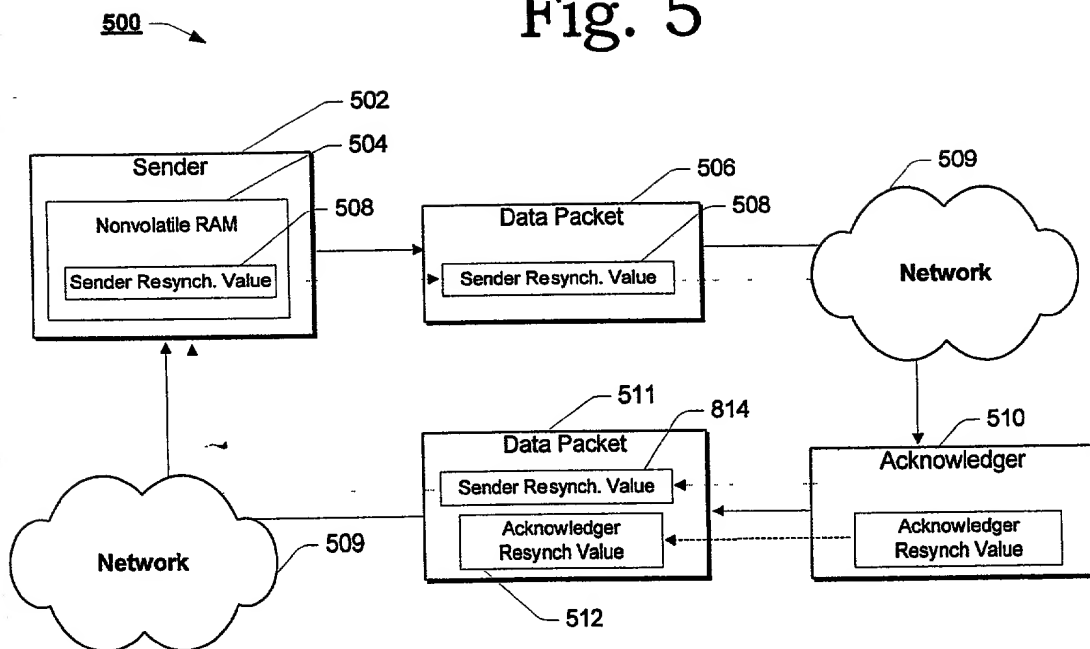 Fig. 5
500
502
Sender
504
Nonvolatile RAM
508
Sender Resynch. Value
506
Data Packet
508
Sender Resynch. Value
509
Network
511
Data Packet
814
Sender Resynch. Value
Acknowledger
Resynch Value
512
510
Acknowledger
Acknowledger
Resynch Value
Network
509